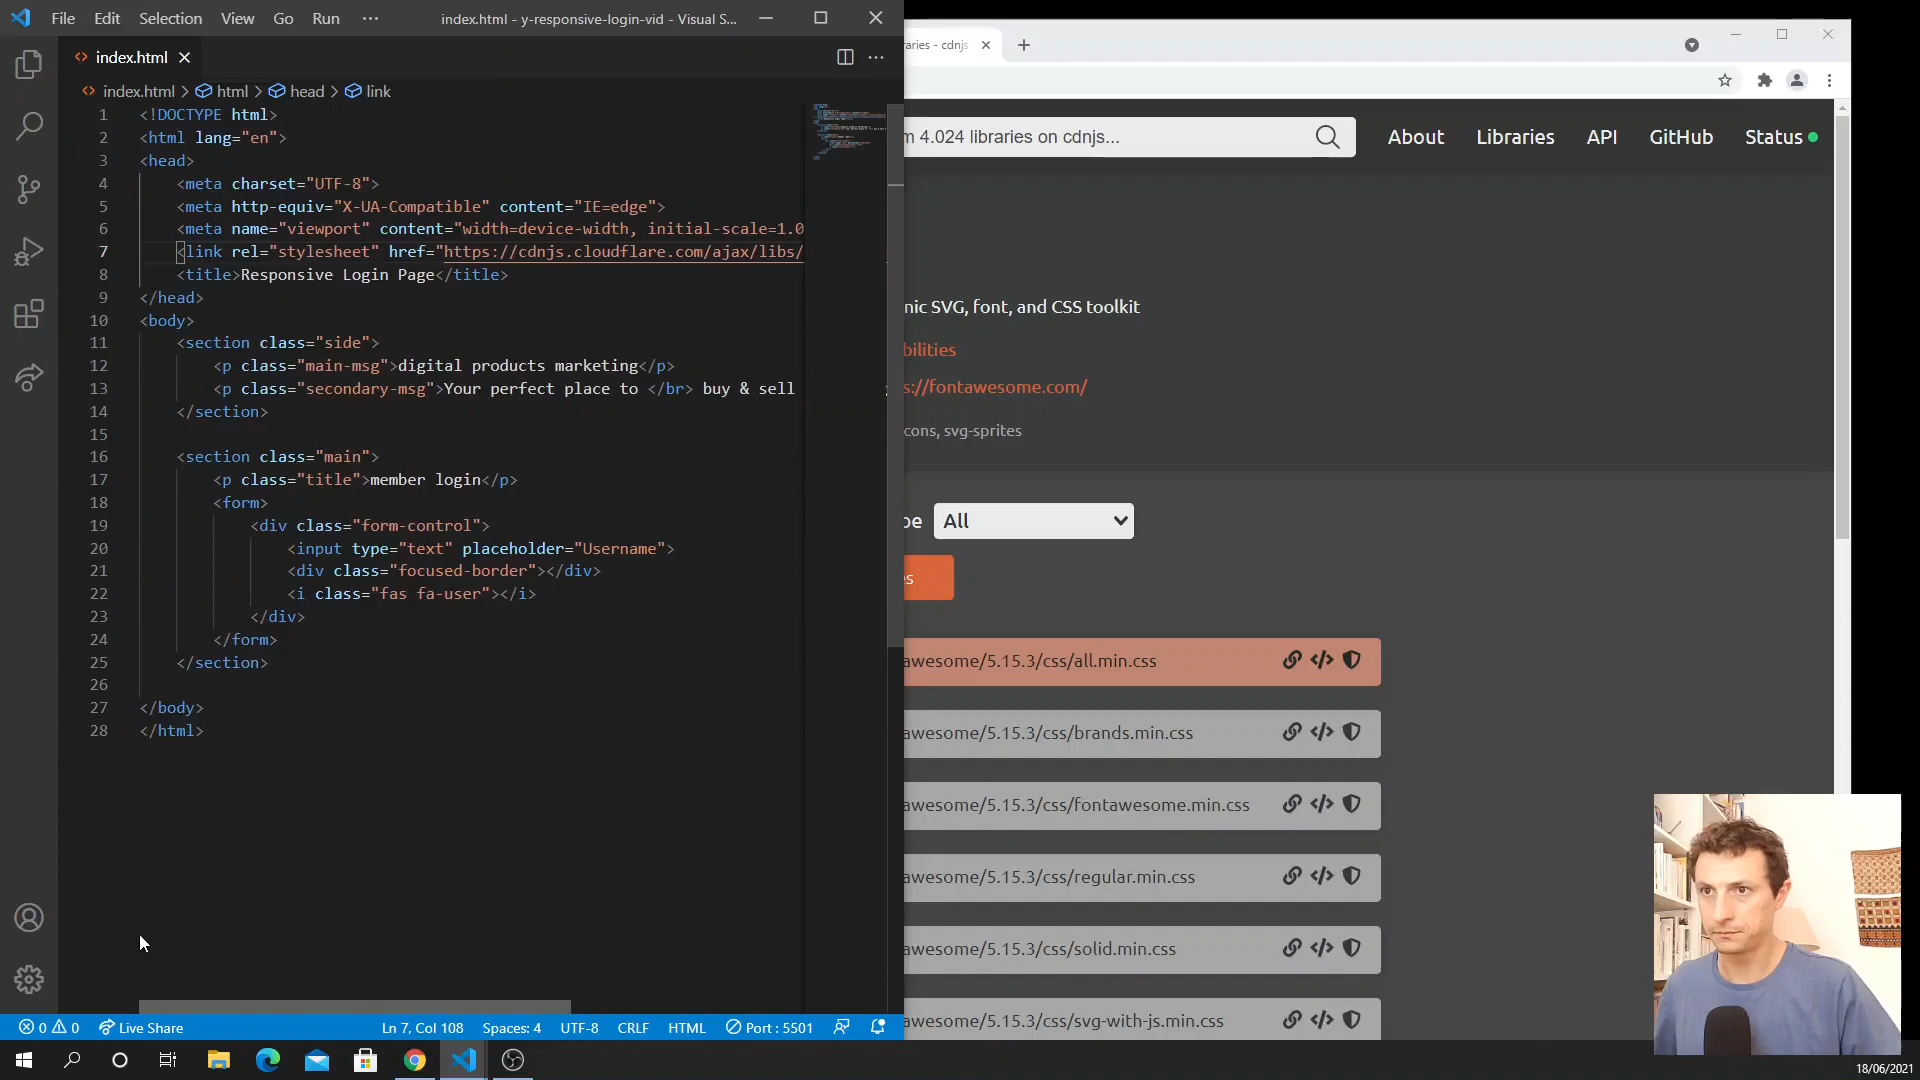 File Edit Selection View Go Run ··· index.html - y-responsive-login-vid - Visual S...
index.html
index.html > html > head > link
1 <!DOCTYPE html>
2 <html lang="en">
3 <head>
4 <meta charset="UTF-8">
5 <meta http-equiv="X-UA-Compatible" content="IE=edge">
6 <meta name="viewport" content="width=device-width, initial-scale=1.0
7 <link rel="stylesheet" href="https://cdnjs.cloudflare.com/ajax/libs/
8 <title>Responsive Login Page</title>
9 </head>
10 <body>
11 <section class="side">
12 <p class="main-msg">digital products marketing</p>
13 <p class="secondary-msg">Your perfect place to </br> buy & sell
14 </section>
15
16 <section class="main">
17 <p class="title">member login</p>
18 <form>
19 <div class="form-control">
20 <input type="text" placeholder="Username">
21 <div class="focused-border"></div>
22 <i class="fas fa-user"></i>
23 </div>
24 </form>
25 </section>
26
27 </body>
28 </html>
0 0 Live Share Ln 7, Col 108 Spaces: 4 UTF-8 CRLF HTML Port : 5501
aries - cdnjs
m 4.024 libraries on cdnjs... About Libraries API GitHub Status
nic SVG, font, and CSS toolkit
bilities
s://fontawesome.com/
cons, svg-sprites
pe All
es
awesome/5.15.3/css/all.min.css
awesome/5.15.3/css/brands.min.css
awesome/5.15.3/css/fontawesome.min.css
awesome/5.15.3/css/regular.min.css
awesome/5.15.3/css/solid.min.css
awesome/5.15.3/css/svg-with-js.min.css
18/06/2021